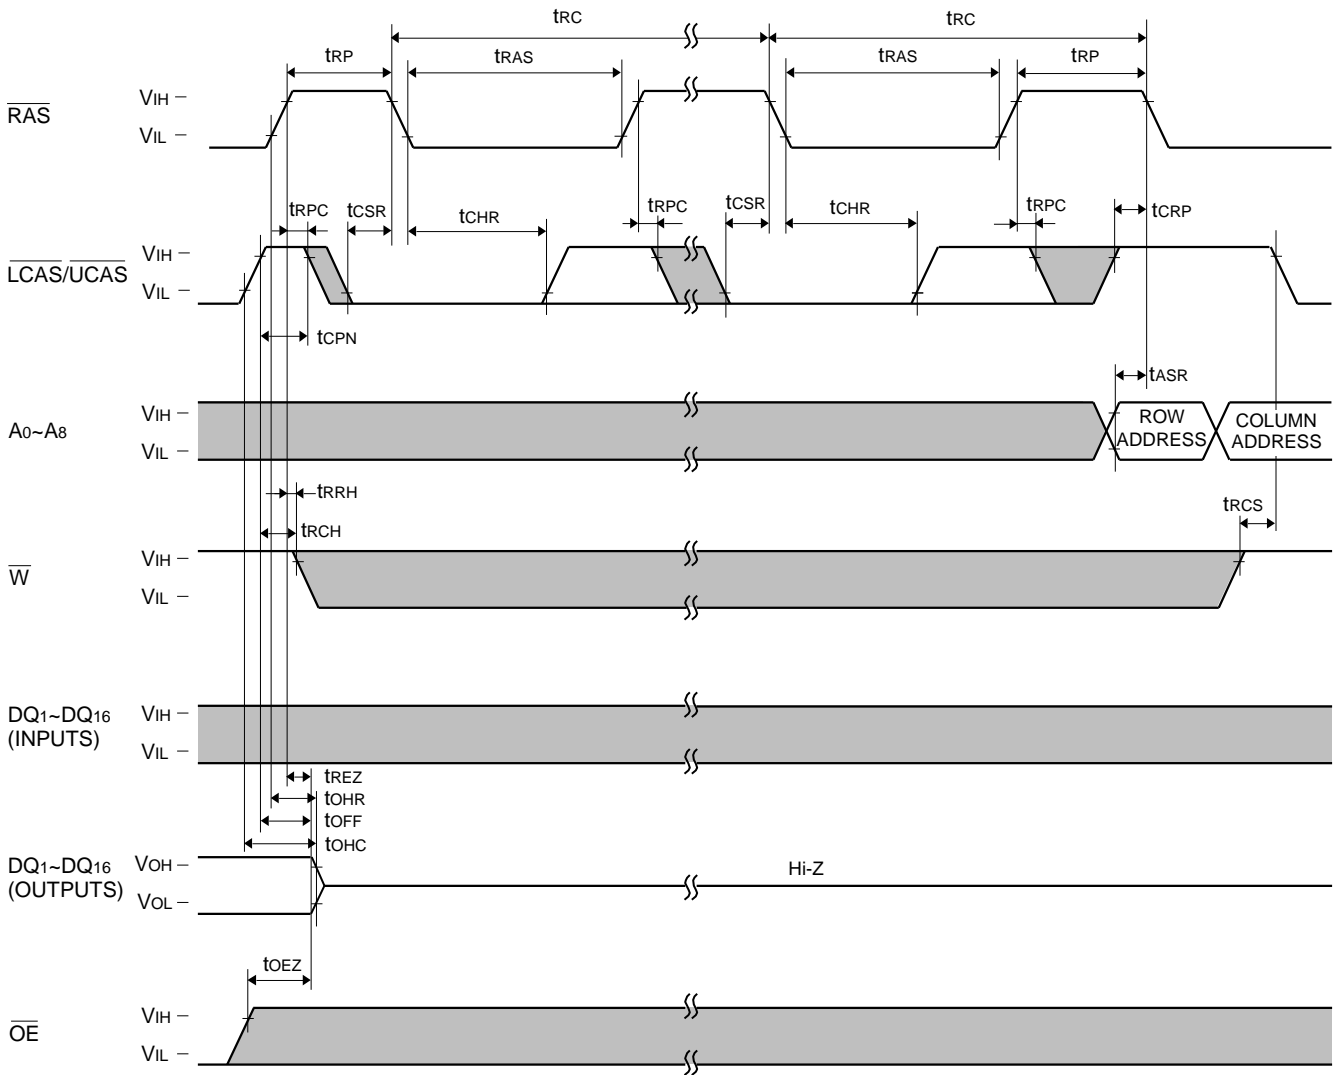 tRC tRC
tRP tRAS tRAS tRP
RAS
VIH
VIL
tRPC tCSR tCHR tRPC tCSR tCHR tRPC tCRP
LCAS/UCAS
VIH
VIL
tCPN
tASR
A0~A8
VIH
VIL
ROW ADDRESS
COLUMN ADDRESS
tRRH
tRCH
tRCS
W
VIH
VIL
DQ1~DQ16
(INPUTS)
VIH
VIL
tREZ
tOHR
tOFF
tOHC
DQ1~DQ16
(OUTPUTS)
VOH
VOL
Hi-Z
tOEZ
OE
VIH
VIL